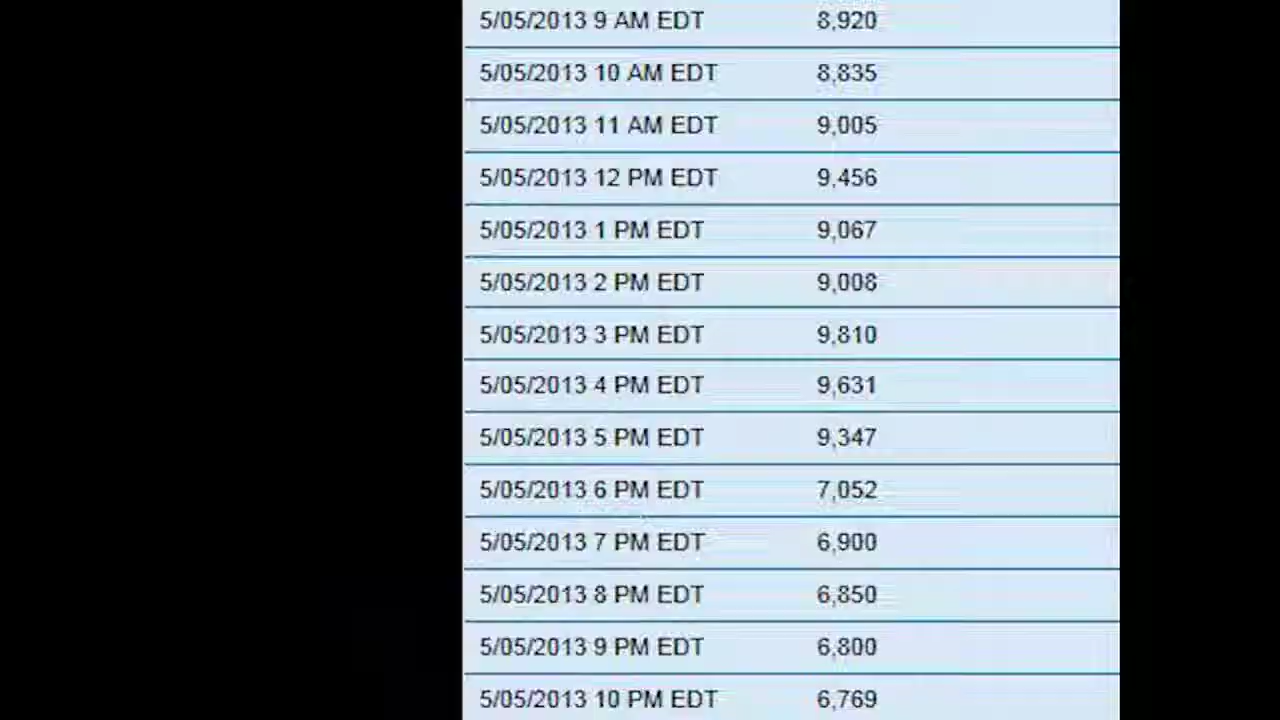 5/05/2013 9 AM EDT 8,920
5/05/2013 10 AM EDT 8,835
5/05/2013 11 AM EDT 9,005
5/05/2013 12 PM EDT 9,456
5/05/2013 1 PM EDT 9,067
5/05/2013 2 PM EDT 9,008
5/05/2013 3 PM EDT 9,810
5/05/2013 4 PM EDT 9,631
5/05/2013 5 PM EDT 9,347
5/05/2013 6 PM EDT 7,052
5/05/2013 7 PM EDT 6,900
5/05/2013 8 PM EDT 6,850
5/05/2013 9 PM EDT 6,800
5/05/2013 10 PM EDT 6,769